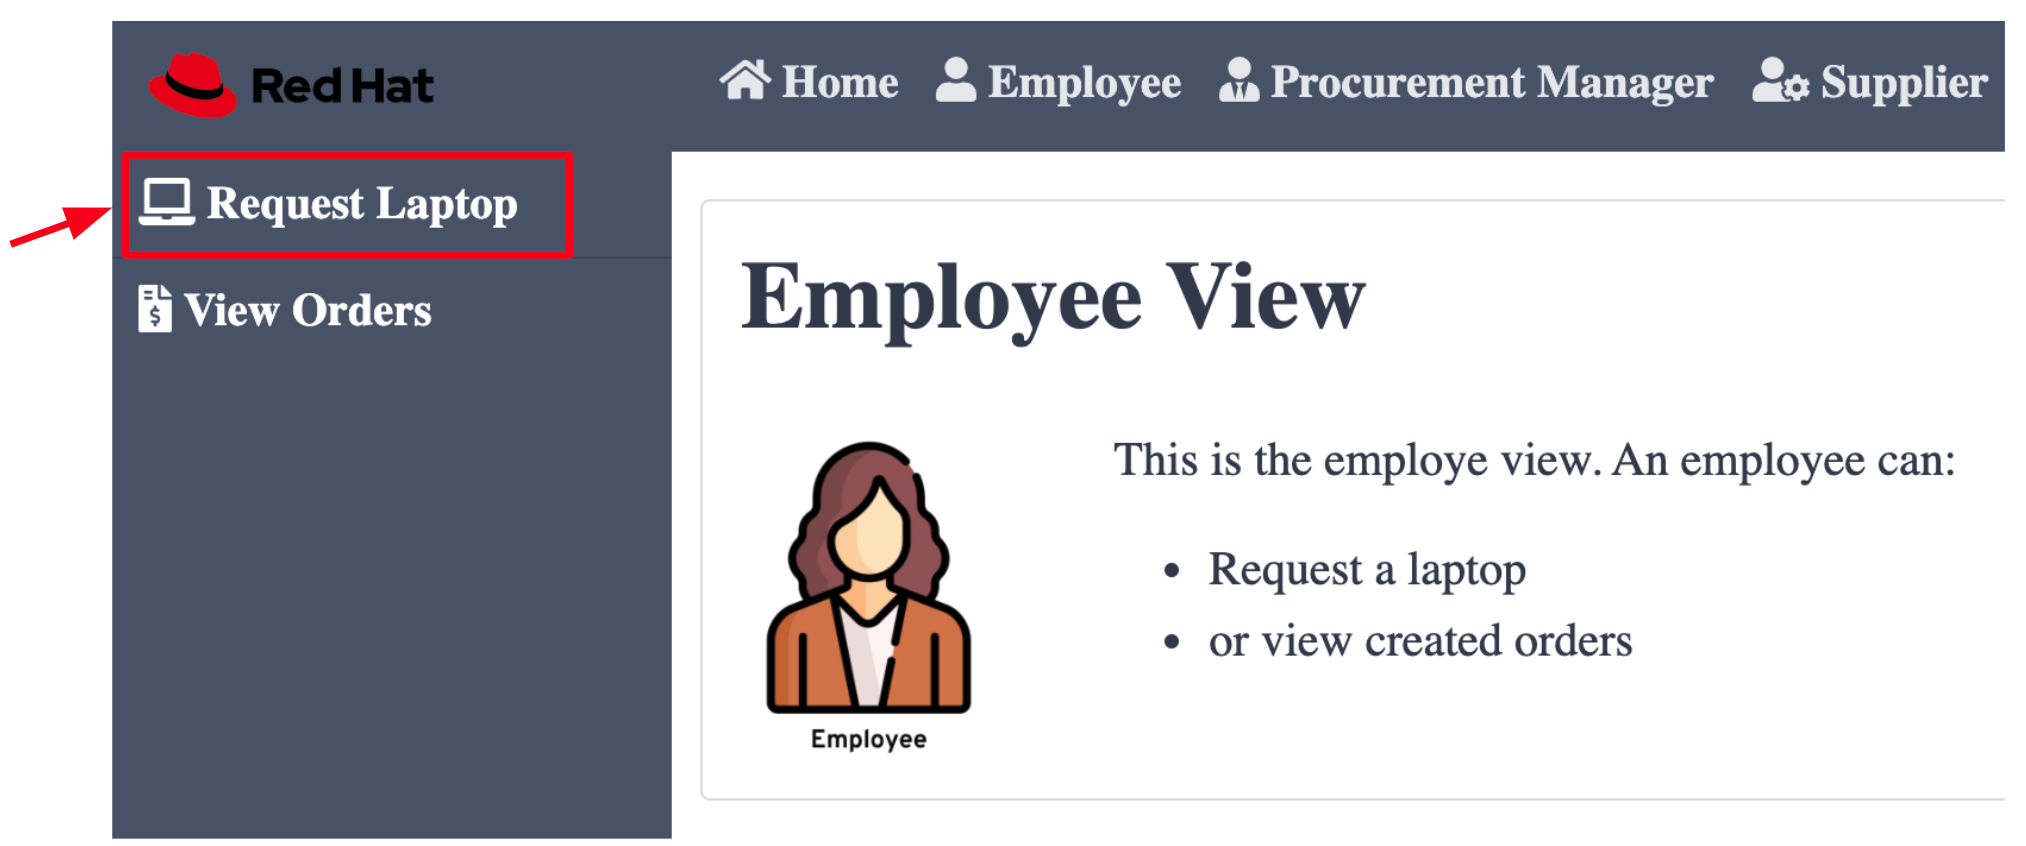 Red Hat
Home Employee Procurement Manager Supplier
Request Laptop
View Orders
Employee View
This is the employe view. An employee can:
• Request a laptop
• or view created orders
Employee